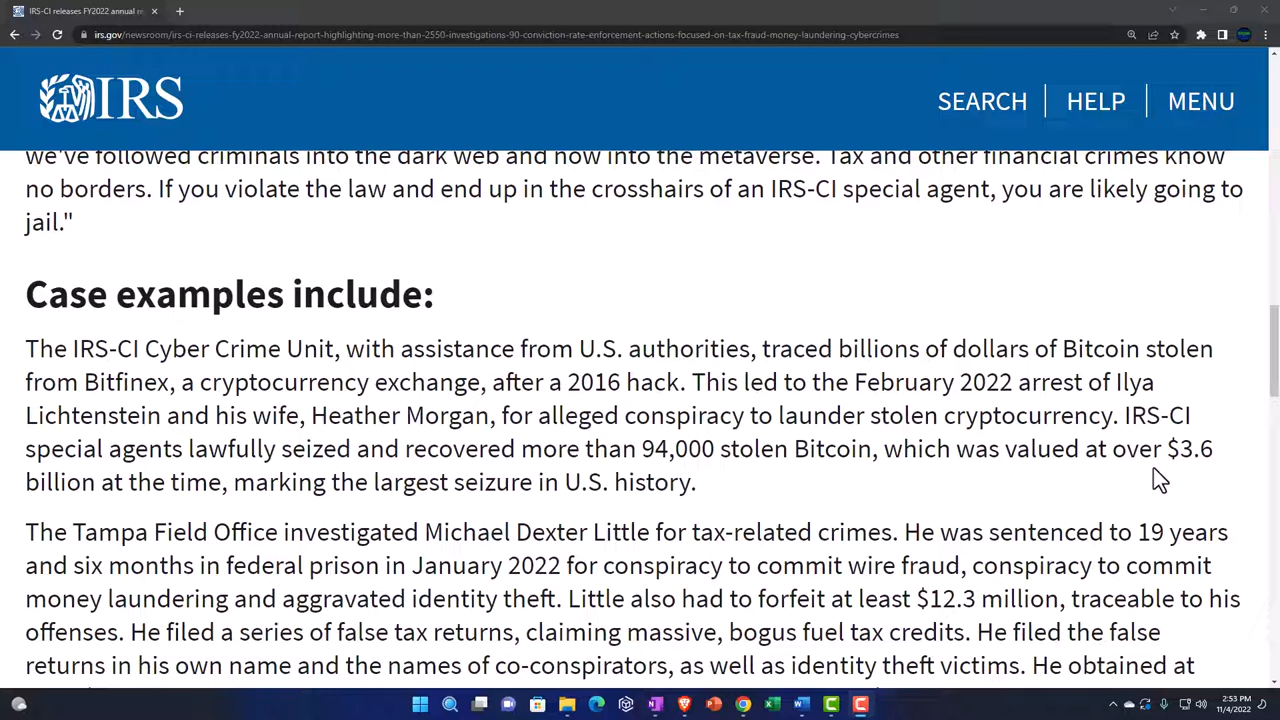 IRS-CI releases FY2022 annual re
irs.gov/newsroom/irs-ci-releases-fy2022-annual-report-highlighting-more-than-2550-investigations-90-conviction-rate-enforcement-actions-focused-on-tax-fraud-money-laundering-cybercrimes
IRS
SEARCH
HELP
MENU
we've followed criminals into the dark web and now into the metaverse. Tax and other financial crimes know
no borders. If you violate the law and end up in the crosshairs of an IRS-CI special agent, you are likely going to
jail."
Case examples include:
The IRS-CI Cyber Crime Unit, with assistance from U.S. authorities, traced billions of dollars of Bitcoin stolen
from Bitfinex, a cryptocurrency exchange, after a 2016 hack. This led to the February 2022 arrest of Ilya
Lichtenstein and his wife, Heather Morgan, for alleged conspiracy to launder stolen cryptocurrency. IRS-CI
special agents lawfully seized and recovered more than 94,000 stolen Bitcoin, which was valued at over $3.6
billion at the time, marking the largest seizure in U.S. history.
The Tampa Field Office investigated Michael Dexter Little for tax-related crimes. He was sentenced to 19 years
and six months in federal prison in January 2022 for conspiracy to commit wire fraud, conspiracy to commit
money laundering and aggravated identity theft. Little also had to forfeit at least $12.3 million, traceable to his
offenses. He filed a series of false tax returns, claiming massive, bogus fuel tax credits. He filed the false
returns in his own name and the names of co-conspirators, as well as identity theft victims. He obtained at
2:53 PM
11/4/2022